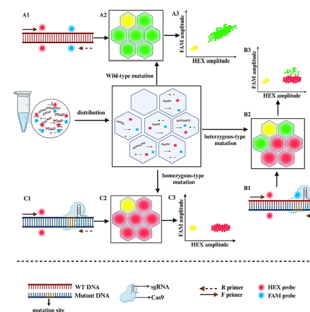 A1
A2
A3
FAM amplitude
HEX amplitude
B3
FAM amplitude
HEX amplitude
Wild-type mutation
distribution
heterzygous-type
mutation
B2
homezygous-type
mutation
C1
C2
C3
FAM amplitude
HEX amplitude
B1
WT DNA
Mutant DNA
mutation site
sgRNA
Cas9
R primer
F primer
HEX probe
FAM probe